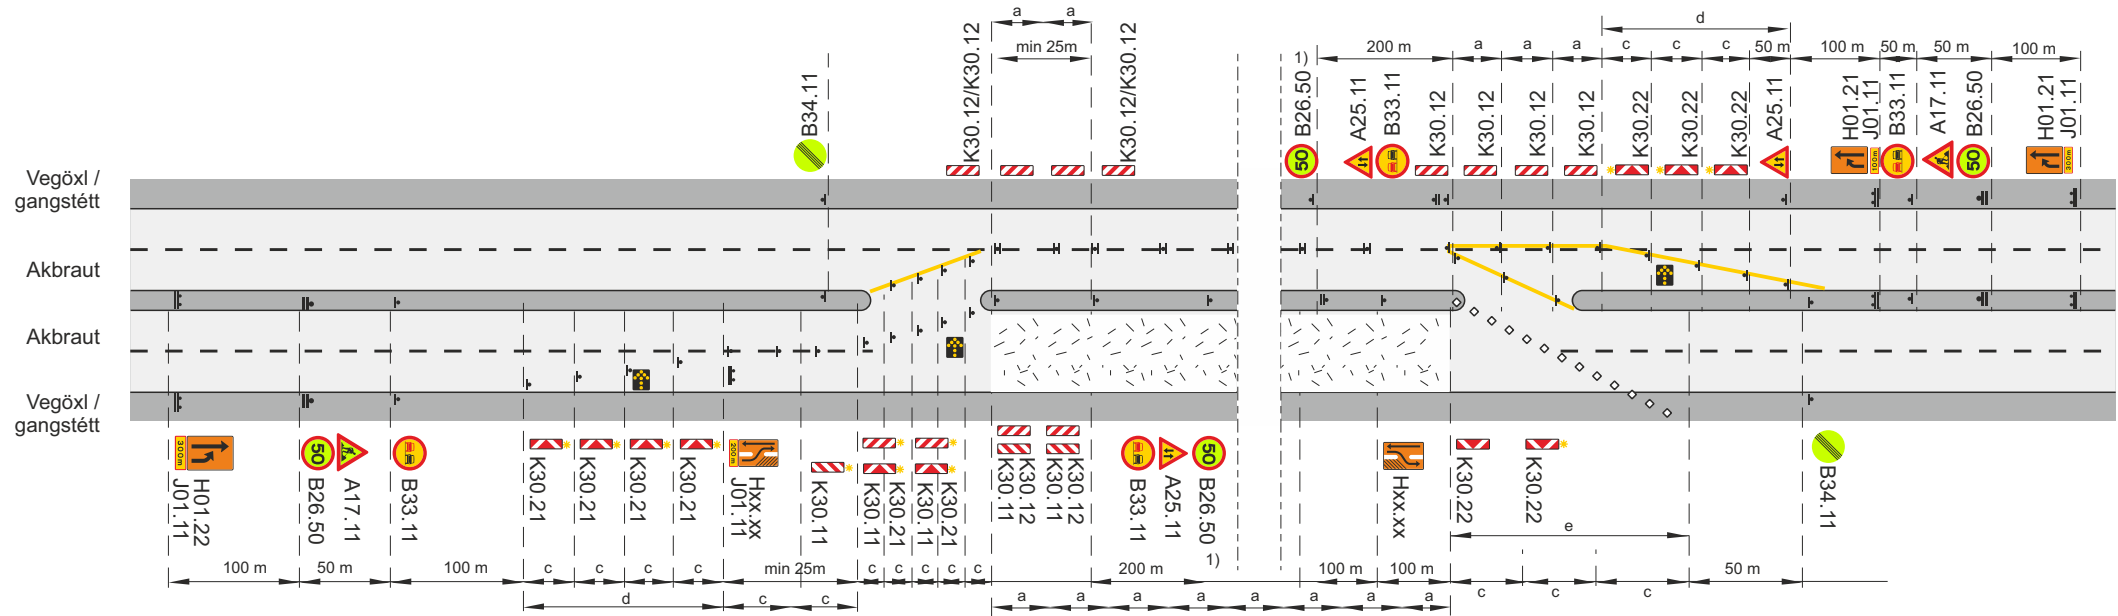 a a
d
min 25m
200 m a a a c c c 50 m 100 m 50 m 50 m 100 m
1)
B34.11
K30.12/K30.12
K30.12/K30.12
B26.50
A25.11
B33.11
K30.12
K30.12
K30.12
K30.12
K30.22
K30.22
K30.22
A25.11
H01.21
J01.11
B33.11
A17.11
B26.50
H01.21
J01.11
50
100m
50
300m
Vegöxl /
gangstétt
Akbraut
Akbraut
Vegöxl /
gangstétt
300m
50
200m
50
J01.11
H01.22
B26.50
A17.11
B33.11
K30.21
K30.21
K30.21
K30.21
J01.11
Hxx.xx
K30.11
K30.11
K30.21
K30.11
K30.21
K30.11
K30.12
K30.11
K30.12
B33.11
A25.11
B26.50
Hxx.xx
K30.22
K30.22
B34.11
e
1)
100 m 50 m 100 m c c c c min 25m c c c c c 200 m 100 m 100 m c c c 50 m
d c c a a a a a a a a